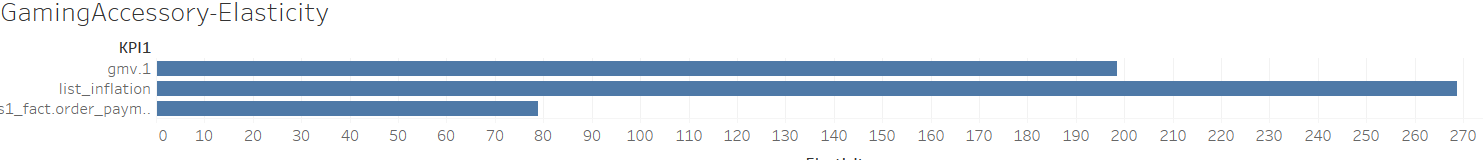 GamingAccessory-Elasticity
KPI1
gmv.1
list_inflation
s1_fact.order_paym..
0 10 20 30 40 50 60 70 80 90 100 110 120 130 140 150 160 170 180 190 200 210 220 230 240 250 260 270